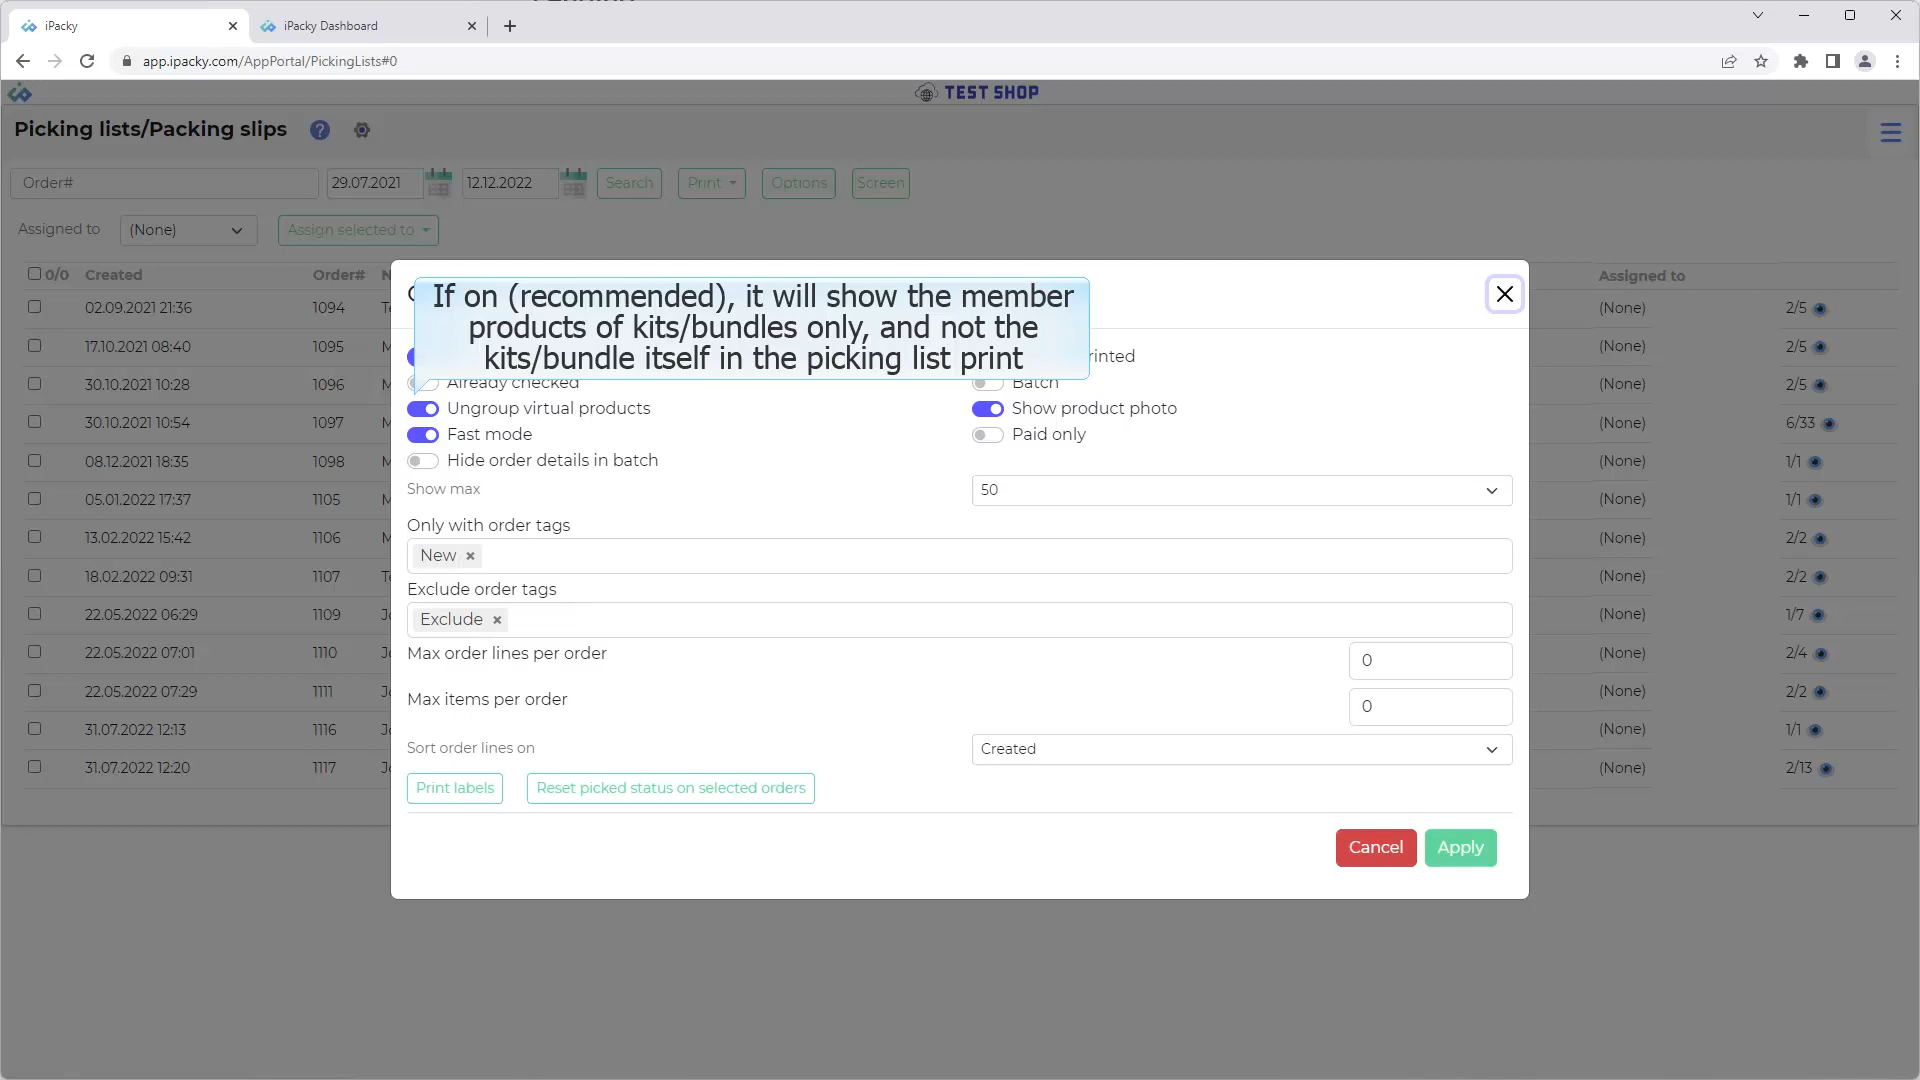 iPacky
iPacky Dashboard
app.ipacky.com/AppPortal/PickingLists#0
TEST SHOP
Picking lists/Packing slips
Order#
29.07.2021
12.12.2022
Search
Print
Options
Screen
Assigned to
(None)
Assign selected to
0/0 Created Order# Assigned to
02.09.2021 21:36 1094 (None) 2/5
17.10.2021 08:40 1095 (None) 2/5
30.10.2021 10:28 1096 (None) 2/5
30.10.2021 10:54 1097 (None) 6/33
08.12.2021 18:35 1098 (None) 1/1
05.01.2022 17:37 1105 (None) 1/1
13.02.2022 15:42 1106 (None) 2/2
18.02.2022 09:31 1107 (None) 2/2
22.05.2022 06:29 1109 (None) 1/7
22.05.2022 07:01 1110 (None) 2/4
22.05.2022 07:29 1111 (None) 2/2
31.07.2022 12:13 1116 (None) 1/1
31.07.2022 12:20 1117 (None) 2/13
If on (recommended), it will show the member
products of kits/bundles only, and not the
kits/bundle itself in the picking list print
rinted
Already checked
Batch
Ungroup virtual products
Show product photo
Fast mode
Paid only
Hide order details in batch
Show max
50
Only with order tags
New ×
Exclude order tags
Exclude ×
Max order lines per order
0
Max items per order
0
Sort order lines on
Created
Print labels
Reset picked status on selected orders
Cancel
Apply